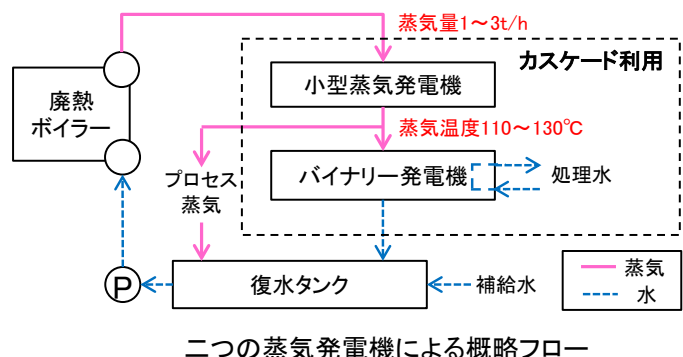 蒸気量1～3t/h
カスケード利用
小型蒸気発電機
廃熱
ボイラー
蒸気温度110～130℃
プロセス
蒸気
バイナリー発電機
処理水
P
復水タンク
補給水
蒸気
水
二つの蒸気発電機による概略フロー